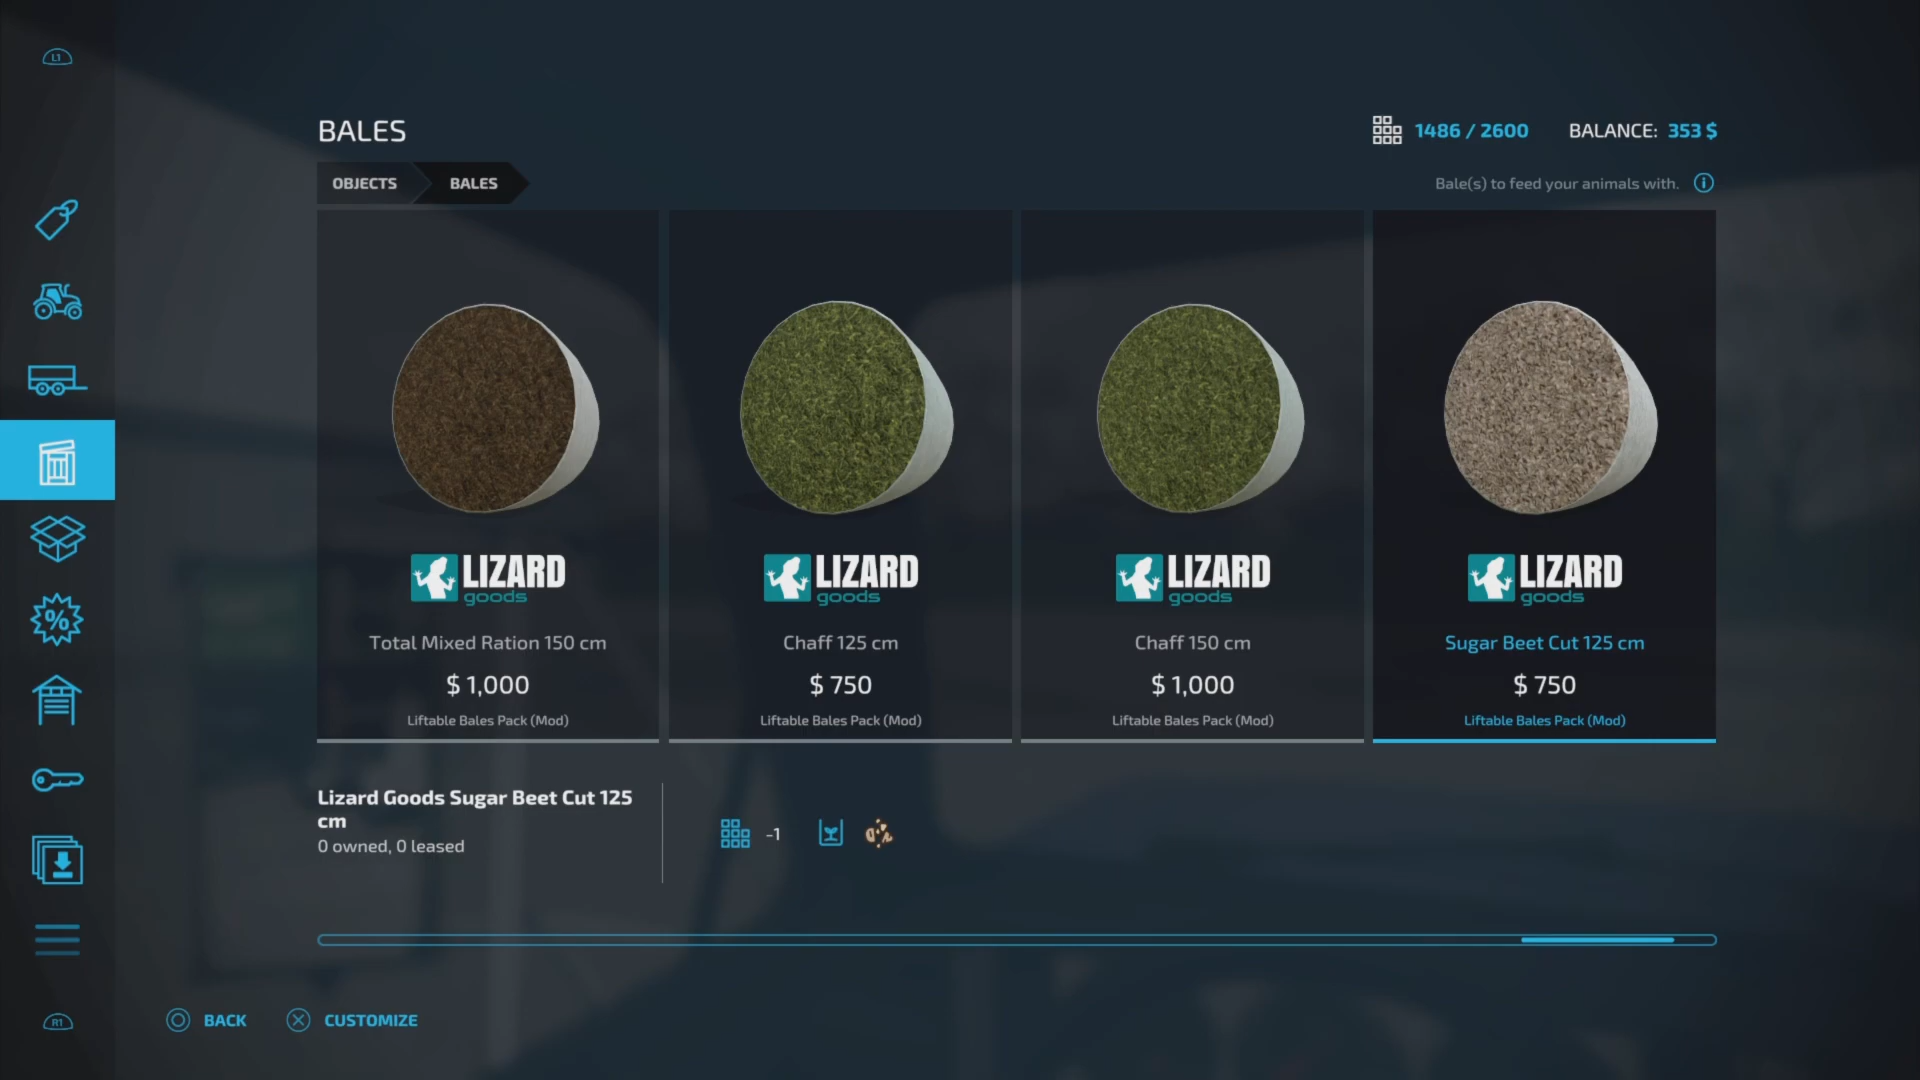 L1
BALES
1486 / 2600
BALANCE: 353 $
OBJECTS
BALES
Bale(s) to feed your animals with.
LIZARD
goods
Total Mixed Ration 150 cm
$ 1,000
Liftable Bales Pack (Mod)
LIZARD
goods
Chaff 125 cm
$ 750
Liftable Bales Pack (Mod)
LIZARD
goods
Chaff 150 cm
$ 1,000
Liftable Bales Pack (Mod)
LIZARD
goods
Sugar Beet Cut 125 cm
$ 750
Liftable Bales Pack (Mod)
Lizard Goods Sugar Beet Cut 125
cm
0 owned, 0 leased
-1
%
R1
BACK
CUSTOMIZE